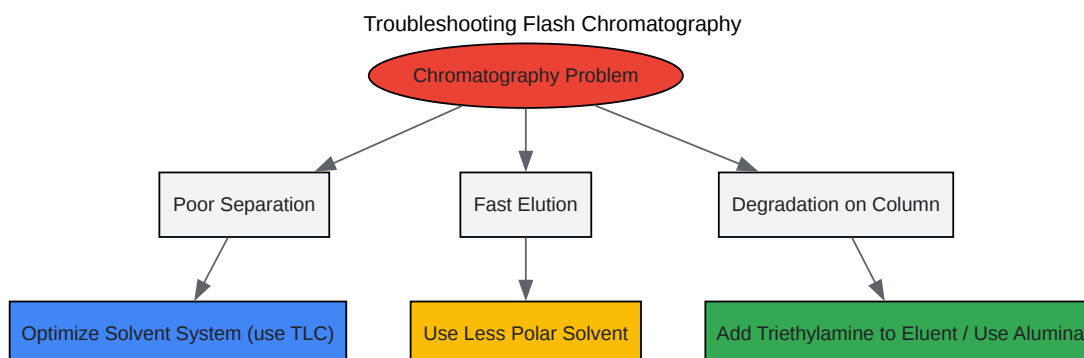 Troubleshooting Flash Chromatography
Chromatography Problem
Poor Separation
Fast Elution
Degradation on Column
Optimize Solvent System (use TLC)
Use Less Polar Solvent
Add Triethylamine to Eluent / Use Alumina